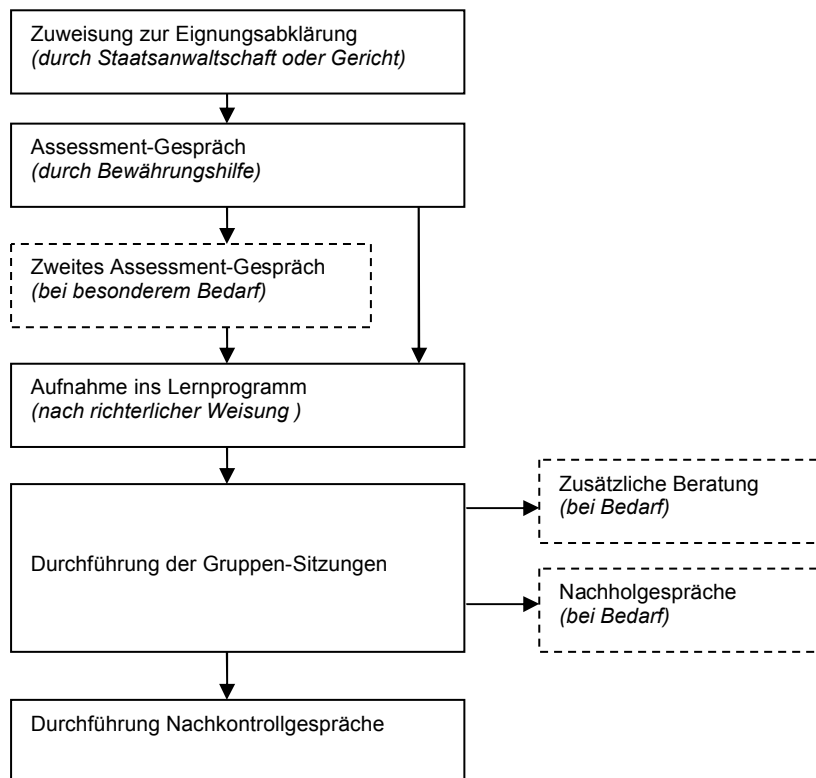 Zuweisung zur Eignungsabklärung
(durch Staatsanwaltschaft oder Gericht)
Assessment-Gespräch
(durch Bewährungshilfe)
Zweites Assessment-Gespräch
(bei besonderem Bedarf)
Aufnahme ins Lernprogramm
(nach richterlicher Weisung )
Durchführung der Gruppen-Sitzungen
Zusätzliche Beratung
(bei Bedarf)
Nachholgespräche
(bei Bedarf)
Durchführung Nachkontrollgespräche